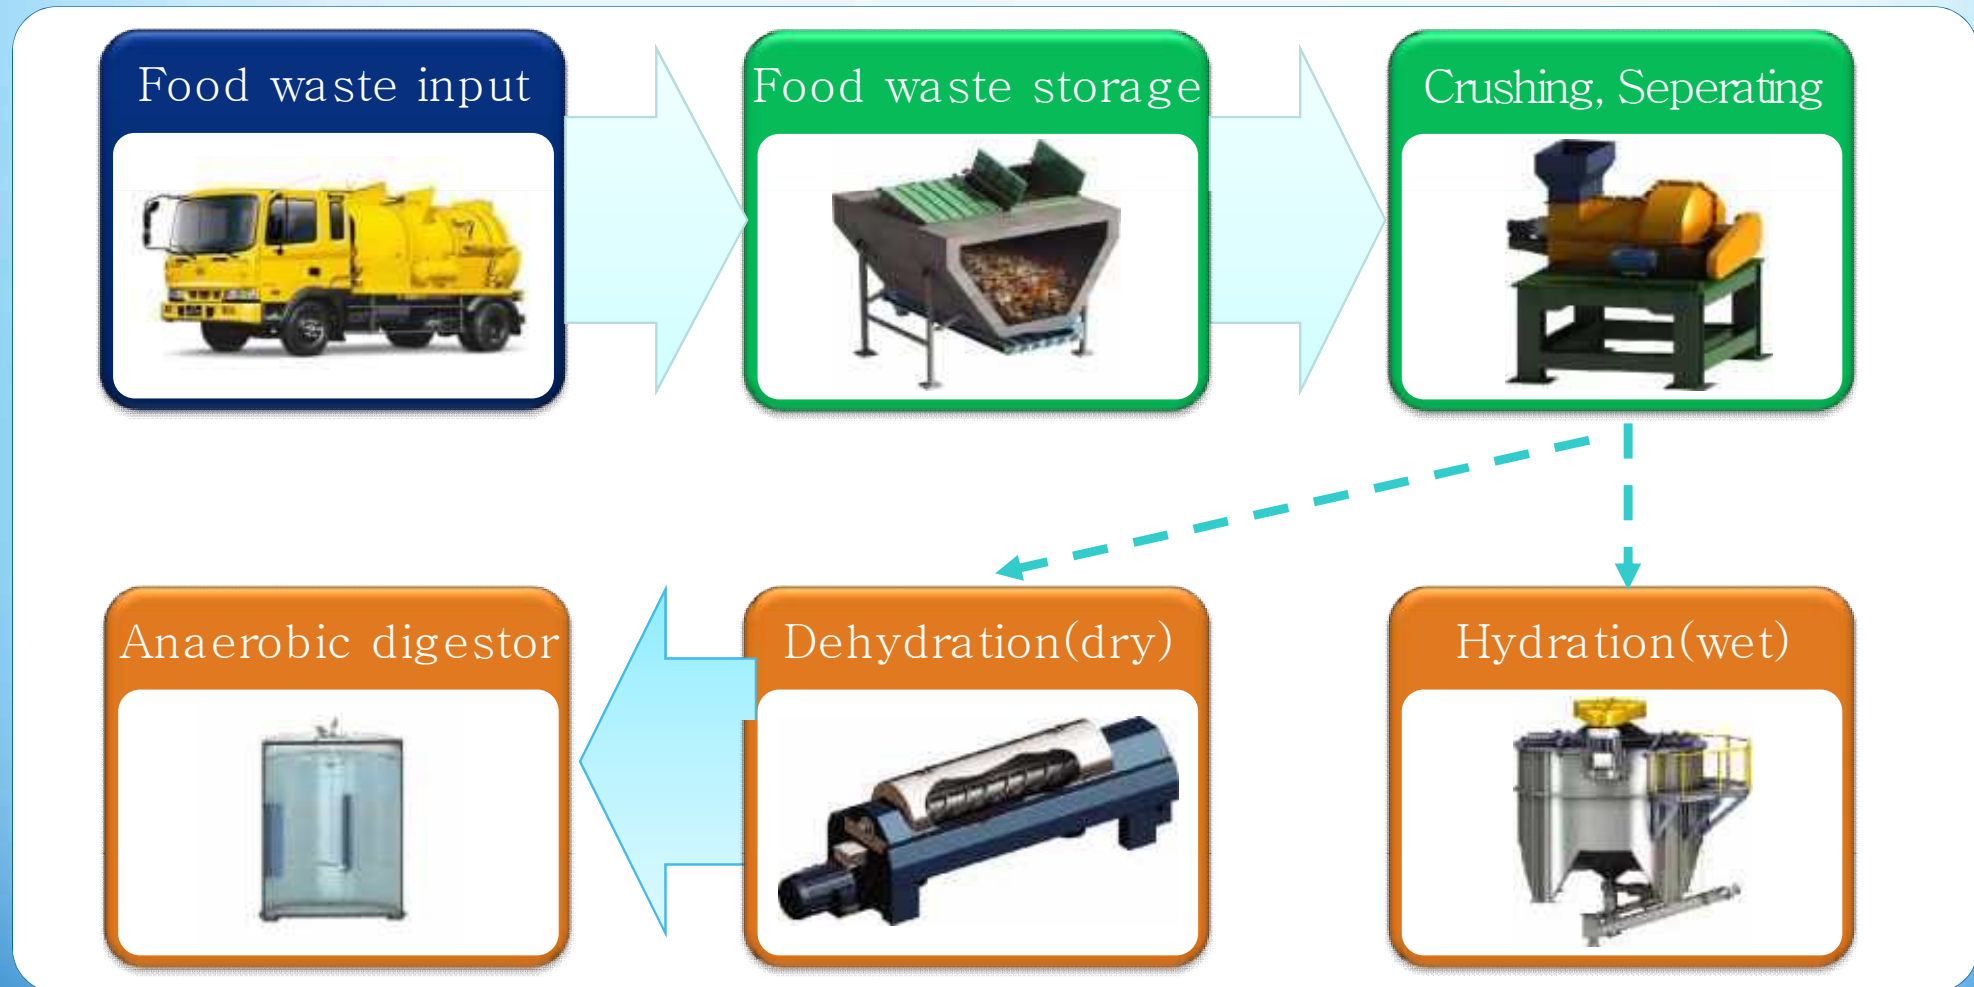 Food waste input
Food waste storage
Crushing, Seperating
Anaerobic digestor
Dehydration(dry)
Hydration(wet)